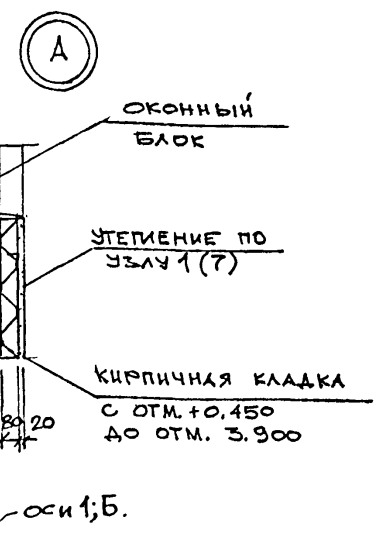 А
ОКОННЫЙ
БЛОК
УТЕПЛЕНИЕ ПО
УЗЛУ 1 (7)
КИРПИЧНАЯ КЛАДКА
С ОТМ. +0.450
ДО ОТМ. 3.900
80 20
оси 1; Б.